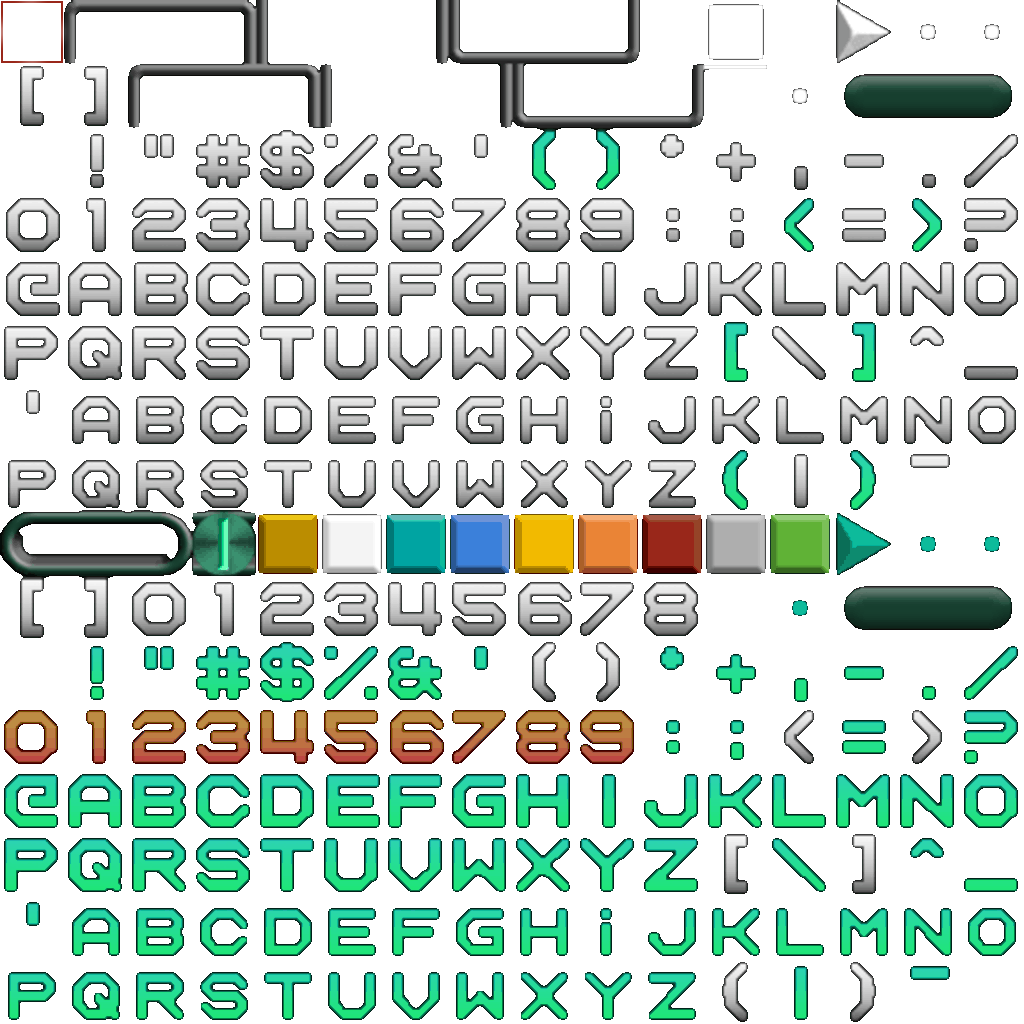 [ ]
! " # $ % & ' ( ) * + , - . /
0 1 2 3 4 5 6 7 8 9 : ; < = > ?
@ A B C D E F G H I J K L M N O
P Q R S T U V W X Y Z [ \ ] ^ _
' A B C D E F G H i J K L M N O
P Q R S T U V W X Y Z ( | ) ¯
[ ] 0 1 2 3 4 5 6 7 8
! " # $ % & ' ( ) * + , - . /
0 1 2 3 4 5 6 7 8 9 : ; < = > ?
@ A B C D E F G H I J K L M N O
P Q R S T U V W X Y Z [ \ ] ^ _
' A B C D E F G H i J K L M N O
P Q R S T U V W X Y Z ( | ) ¯